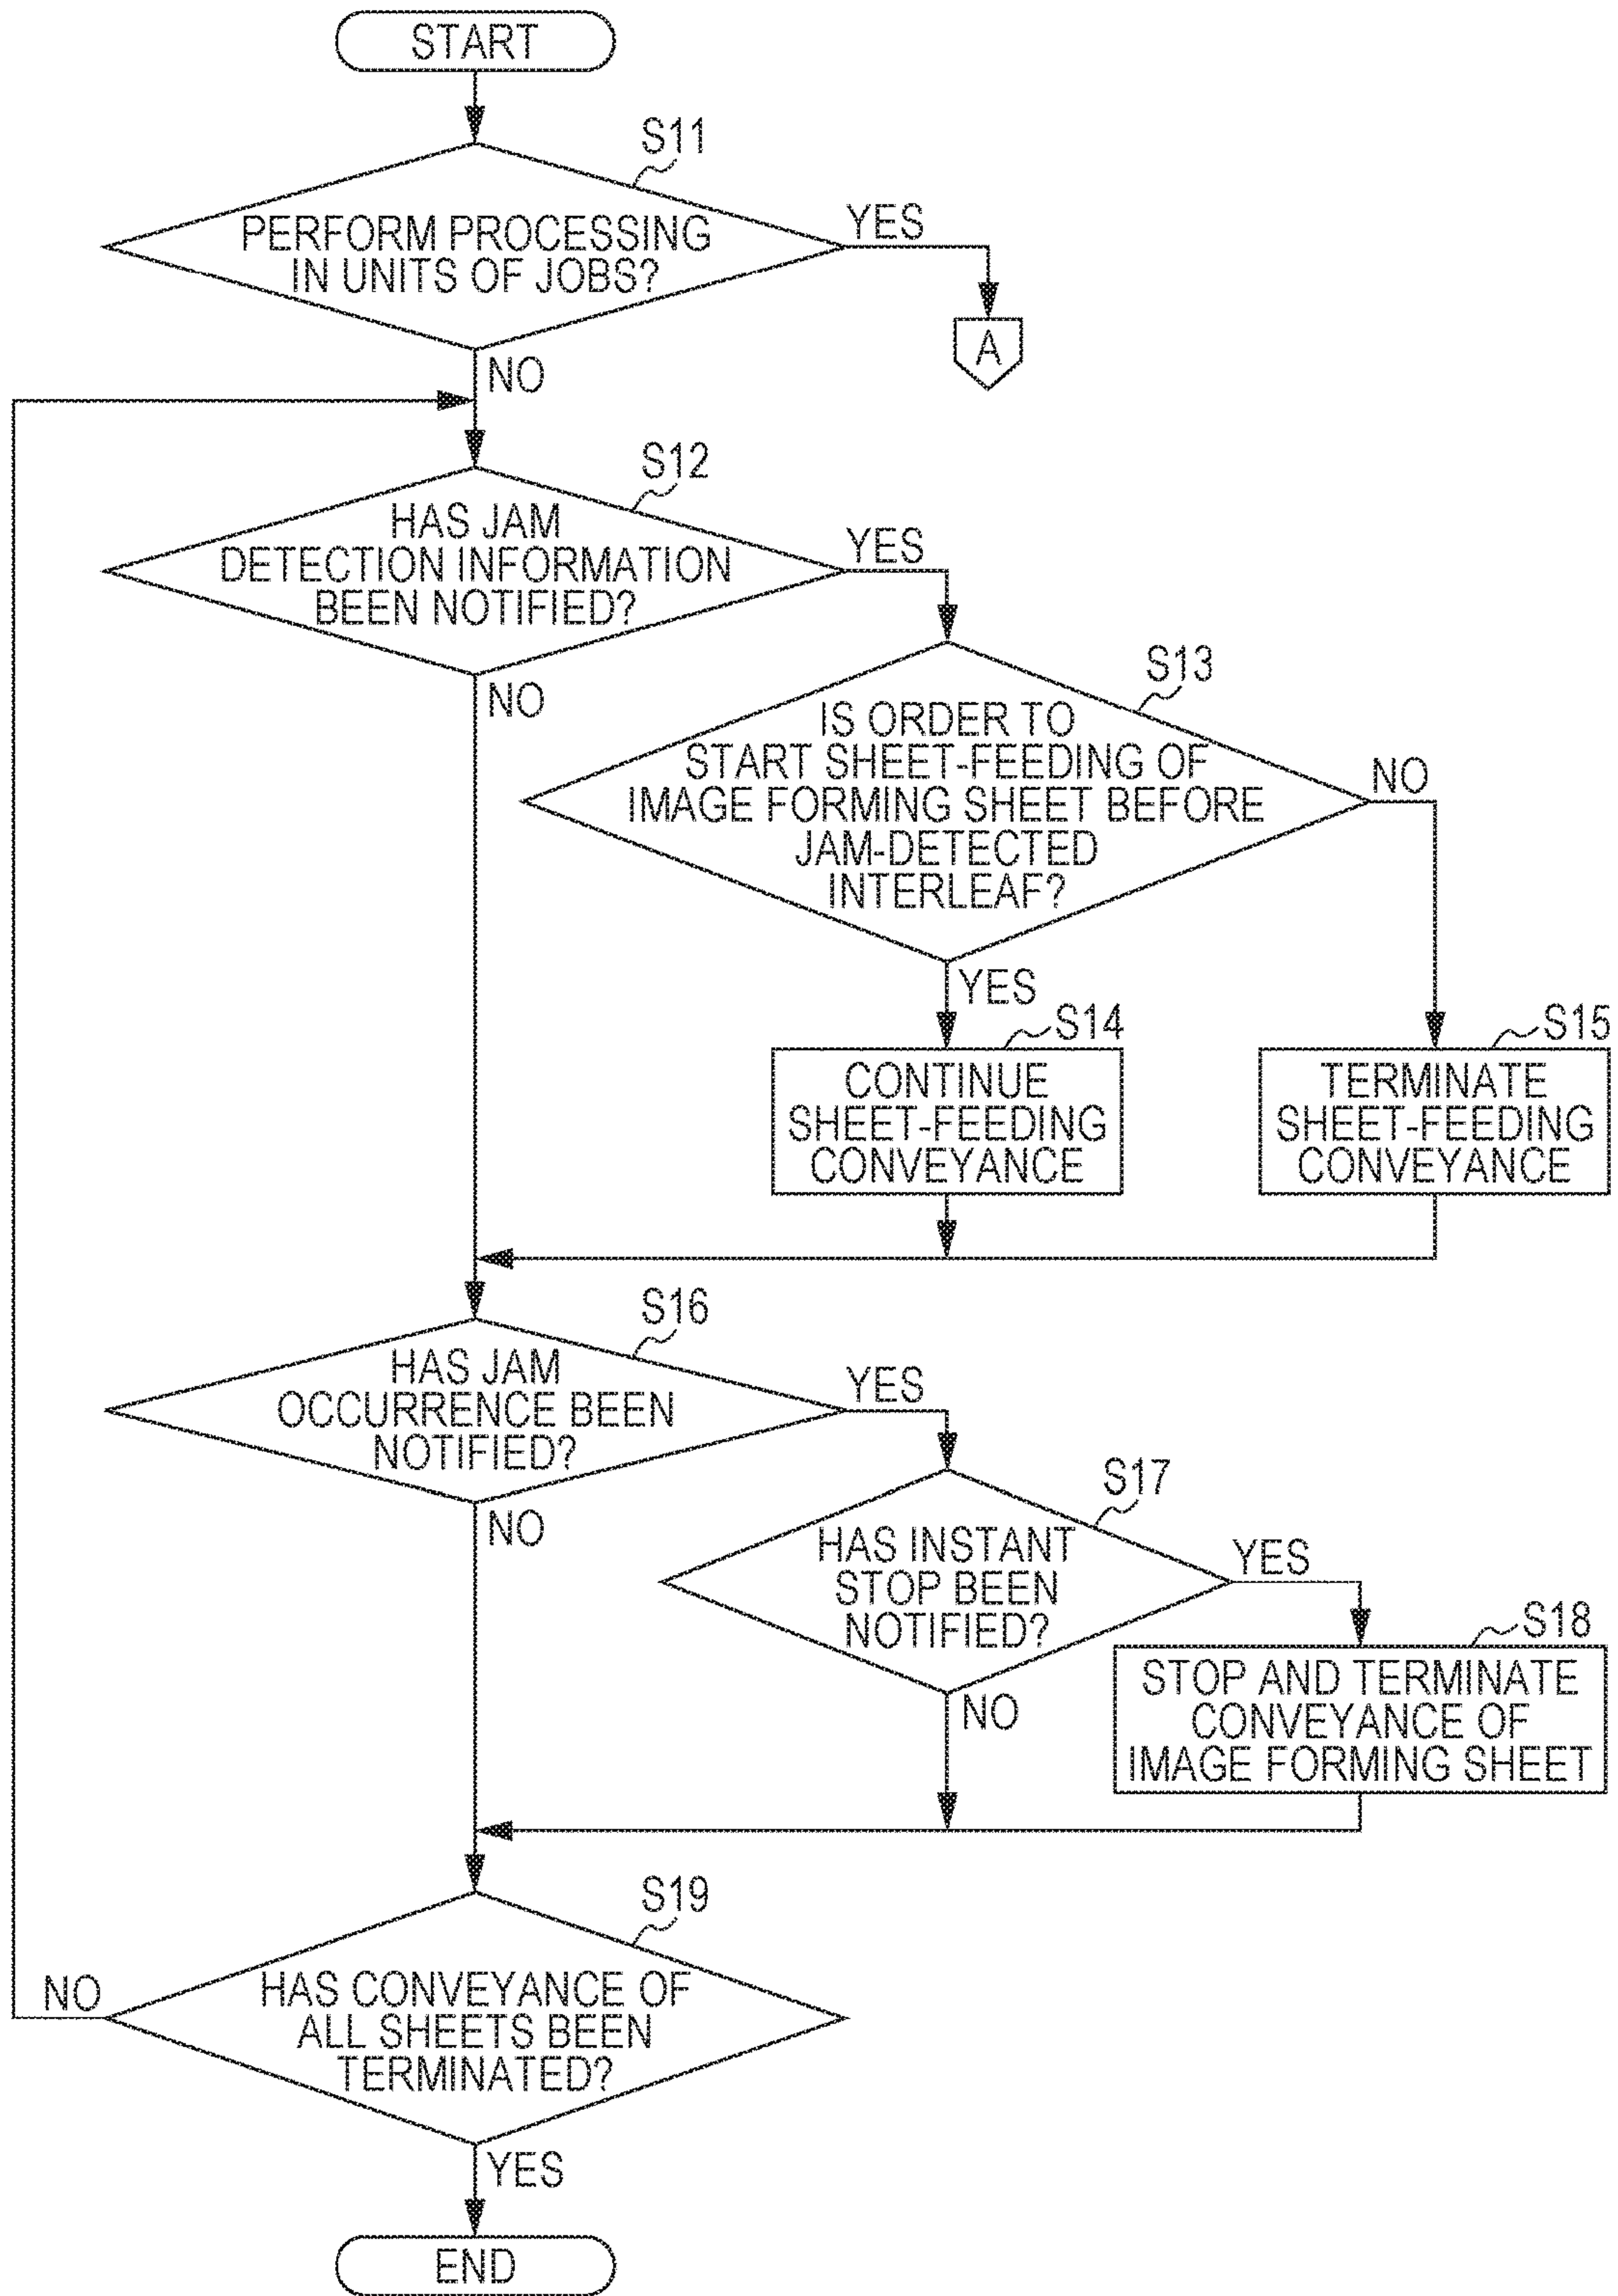 START
S11
PERFORM PROCESSING
IN UNITS OF JOBS?
YES
A
NO
S12
HAS JAM
DETECTION INFORMATION
BEEN NOTIFIED?
YES
NO
S13
IS ORDER TO
START SHEET-FEEDING OF
IMAGE FORMING SHEET BEFORE
JAM-DETECTED
INTERLEAF?
NO
YES
S14
CONTINUE
SHEET-FEEDING
CONVEYANCE
S15
TERMINATE
SHEET-FEEDING
CONVEYANCE
S16
HAS JAM
OCCURRENCE BEEN
NOTIFIED?
YES
NO
S17
HAS INSTANT
STOP BEEN
NOTIFIED?
YES
NO
S18
STOP AND TERMINATE
CONVEYANCE OF
IMAGE FORMING SHEET
S19
HAS CONVEYANCE OF
ALL SHEETS BEEN
TERMINATED?
NO
YES
END